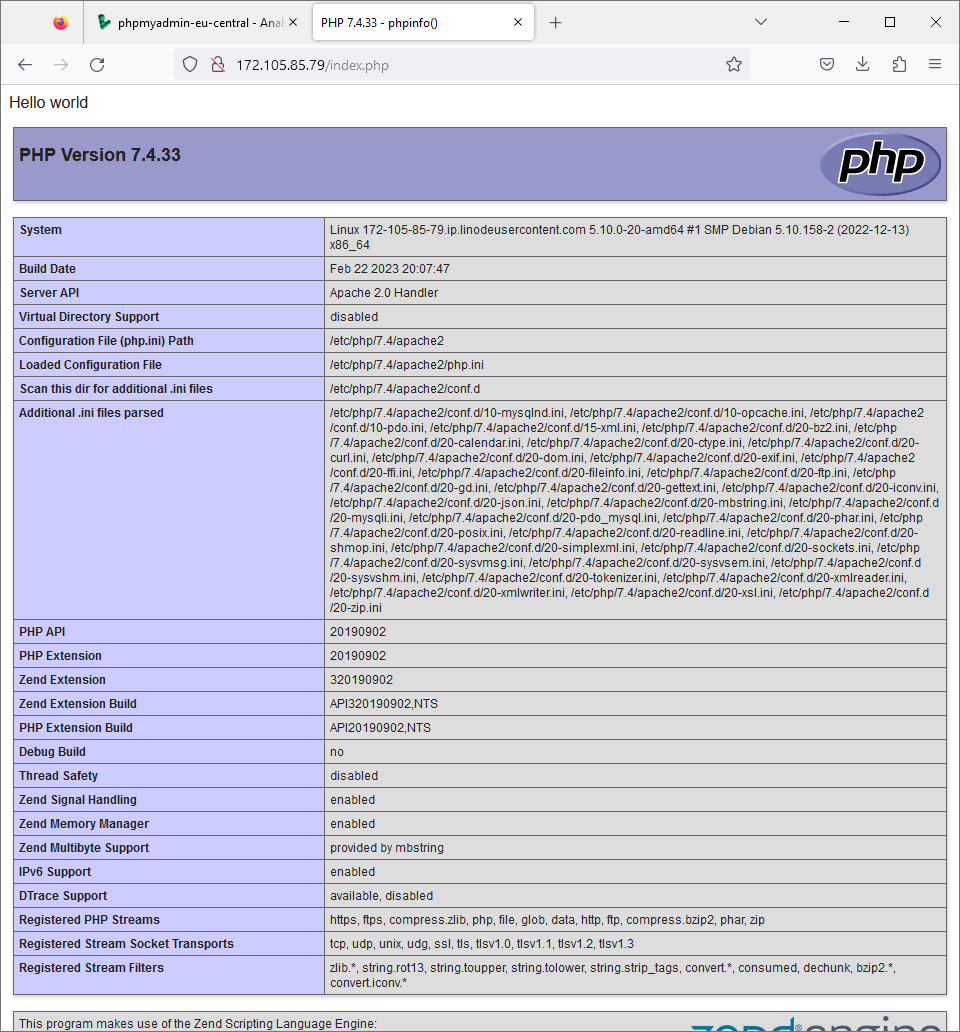 phpmyadmin-eu-central - Anal
PHP 7.4.33 - phpinfo()
172.105.85.79/index.php
Hello world
PHP Version 7.4.33
php
System
Linux 172-105-85-79.ip.linodeusercontent.com 5.10.0-20-amd64 #1 SMP Debian 5.10.158-2 (2022-12-13)
x86_64
Build Date
Feb 22 2023 20:07:47
Server API
Apache 2.0 Handler
Virtual Directory Support
disabled
Configuration File (php.ini) Path
/etc/php/7.4/apache2
Loaded Configuration File
/etc/php/7.4/apache2/php.ini
Scan this dir for additional .ini files
/etc/php/7.4/apache2/conf.d
Additional .ini files parsed
/etc/php/7.4/apache2/conf.d/10-mysqlnd.ini, /etc/php/7.4/apache2/conf.d/10-opcache.ini, /etc/php/7.4/apache2
/conf.d/10-pdo.ini, /etc/php/7.4/apache2/conf.d/15-xml.ini, /etc/php/7.4/apache2/conf.d/20-bz2.ini, /etc/php
/7.4/apache2/conf.d/20-calendar.ini, /etc/php/7.4/apache2/conf.d/20-ctype.ini, /etc/php/7.4/apache2/conf.d/20-
curl.ini, /etc/php/7.4/apache2/conf.d/20-dom.ini, /etc/php/7.4/apache2/conf.d/20-exif.ini, /etc/php/7.4/apache2
/conf.d/20-ffi.ini, /etc/php/7.4/apache2/conf.d/20-fileinfo.ini, /etc/php/7.4/apache2/conf.d/20-ftp.ini, /etc/php
/7.4/apache2/conf.d/20-gd.ini, /etc/php/7.4/apache2/conf.d/20-gettext.ini, /etc/php/7.4/apache2/conf.d/20-iconv.ini,
/etc/php/7.4/apache2/conf.d/20-json.ini, /etc/php/7.4/apache2/conf.d/20-mbstring.ini, /etc/php/7.4/apache2/conf.d
/20-mysqli.ini, /etc/php/7.4/apache2/conf.d/20-pdo_mysql.ini, /etc/php/7.4/apache2/conf.d/20-phar.ini, /etc/php
/7.4/apache2/conf.d/20-posix.ini, /etc/php/7.4/apache2/conf.d/20-readline.ini, /etc/php/7.4/apache2/conf.d/20-
shmop.ini, /etc/php/7.4/apache2/conf.d/20-simplexml.ini, /etc/php/7.4/apache2/conf.d/20-sockets.ini, /etc/php
/7.4/apache2/conf.d/20-sysvmsg.ini, /etc/php/7.4/apache2/conf.d/20-sysvsem.ini, /etc/php/7.4/apache2/conf.d
/20-sysvshm.ini, /etc/php/7.4/apache2/conf.d/20-tokenizer.ini, /etc/php/7.4/apache2/conf.d/20-xmlreader.ini,
/etc/php/7.4/apache2/conf.d/20-xmlwriter.ini, /etc/php/7.4/apache2/conf.d/20-xsl.ini, /etc/php/7.4/apache2/conf.d
/20-zip.ini
PHP API
20190902
PHP Extension
20190902
Zend Extension
320190902
Zend Extension Build
API320190902,NTS
PHP Extension Build
API20190902,NTS
Debug Build
no
Thread Safety
disabled
Zend Signal Handling
enabled
Zend Memory Manager
enabled
Zend Multibyte Support
provided by mbstring
IPv6 Support
enabled
DTrace Support
available, disabled
Registered PHP Streams
https, ftps, compress.zlib, php, file, glob, data, http, ftp, compress.bzip2, phar, zip
Registered Stream Socket Transports
tcp, udp, unix, udg, ssl, tls, tlsv1.0, tlsv1.1, tlsv1.2, tlsv1.3
Registered Stream Filters
zlib.*, string.rot13, string.toupper, string.tolower, string.strip_tags, convert.*, consumed, dechunk, bzip2.*,
convert.iconv.*
This program makes use of the Zend Scripting Language Engine:
zend® engine